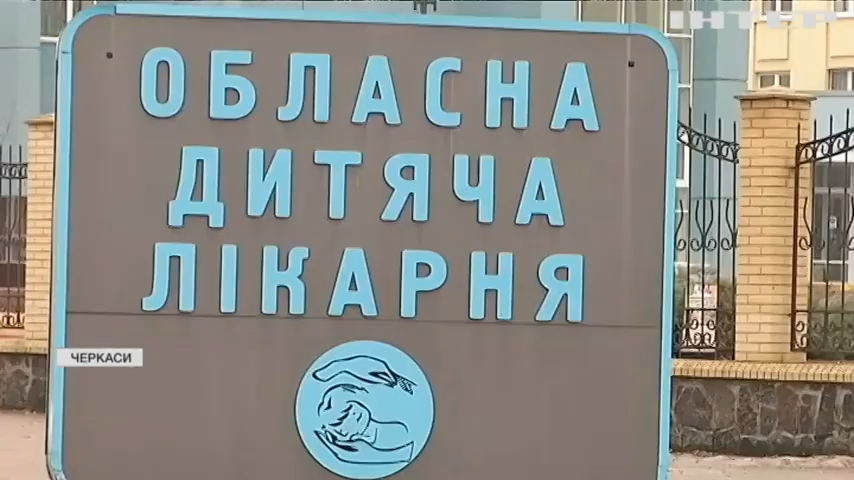 ІНТЕР
ОБЛАСНА
ДИТЯЧА
ЛІКАРНЯ
ЧЕРКАСИ